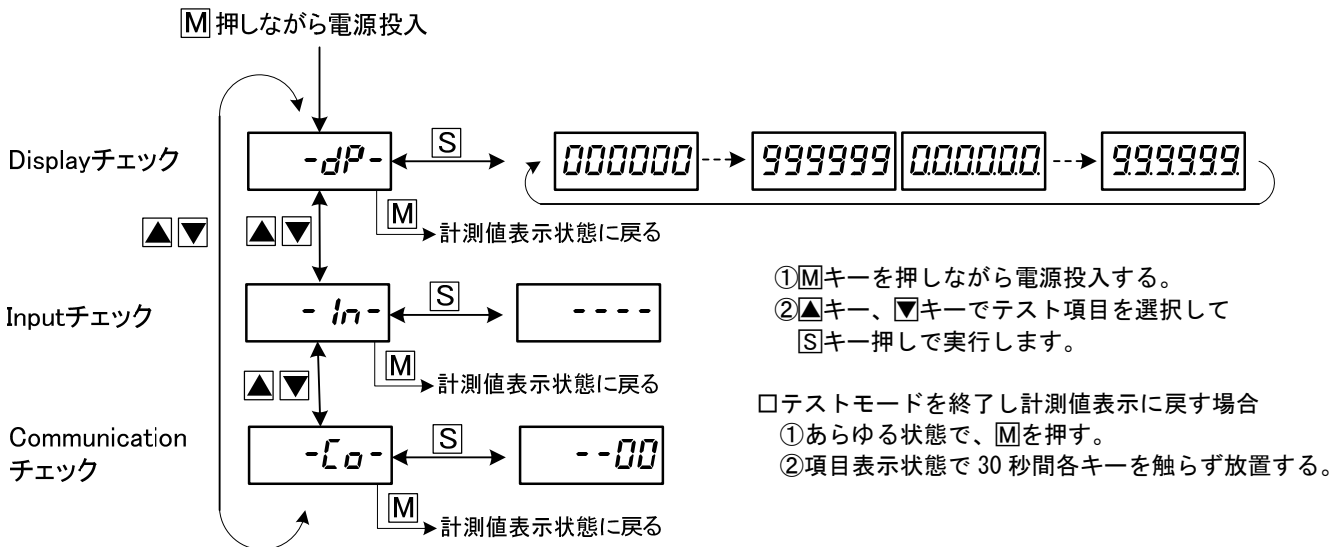 M 押しながら電源投入
Displayチェック
-dP-
S
000000
999999
0.0.0.0.0.0.
9.9.9.9.9.9.
M
計測値表示状態に戻る
▲▼
▲▼
①Mキーを押しながら電源投入する。
②▲キー、▼キーでテスト項目を選択して
Sキー押しで実行します。
Inputチェック
-In-
S
----
M
計測値表示状態に戻る
▲▼
□テストモードを終了し計測値表示に戻す場合
①あらゆる状態で、Mを押す。
②項目表示状態で 30 秒間各キーを触らず放置する。
Communication
チェック
-Co-
S
--00
M
計測値表示状態に戻る